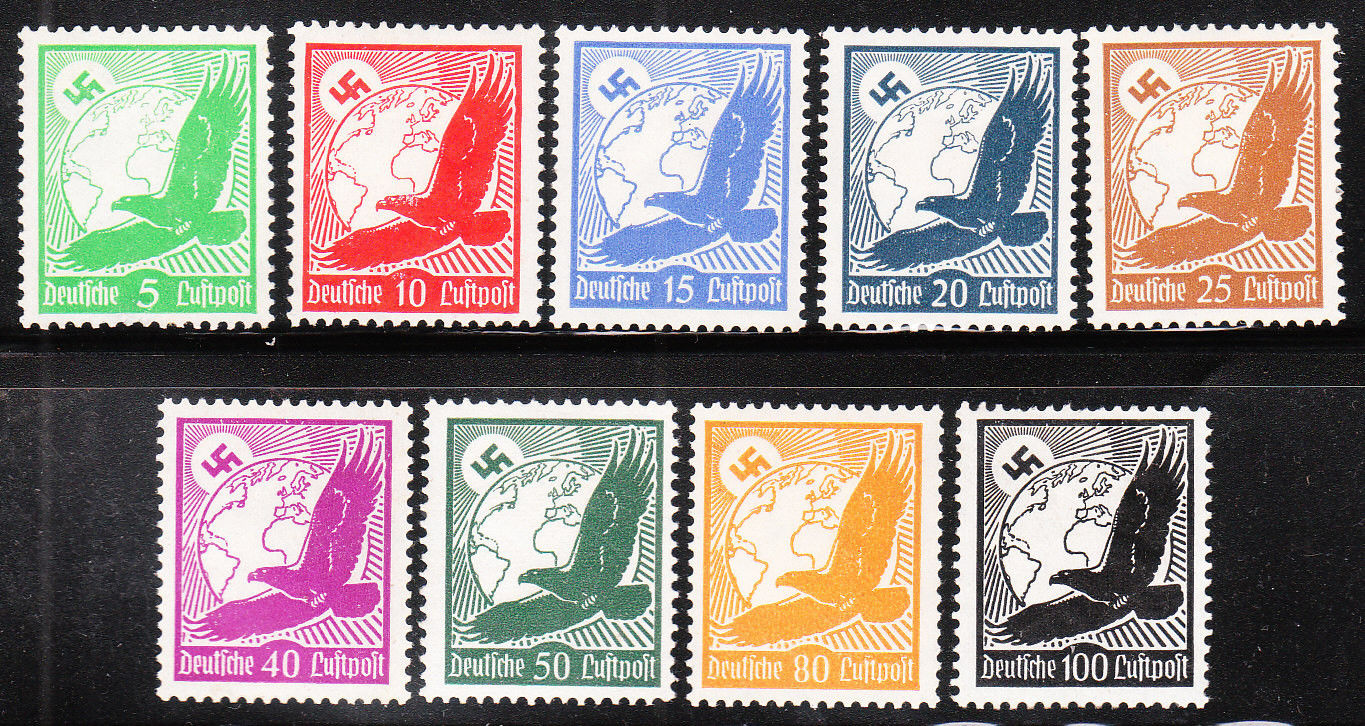 Deutsche 5 Luftpost
Deutsche 10 Luftpost
Deutsche 15 Luftpost
Deutsche 20 Luftpost
Deutsche 25 Luftpost
Deutsche 40 Luftpost
Deutsche 50 Luftpost
Deutsche 80 Luftpost
Deutsche 100 Luftpost